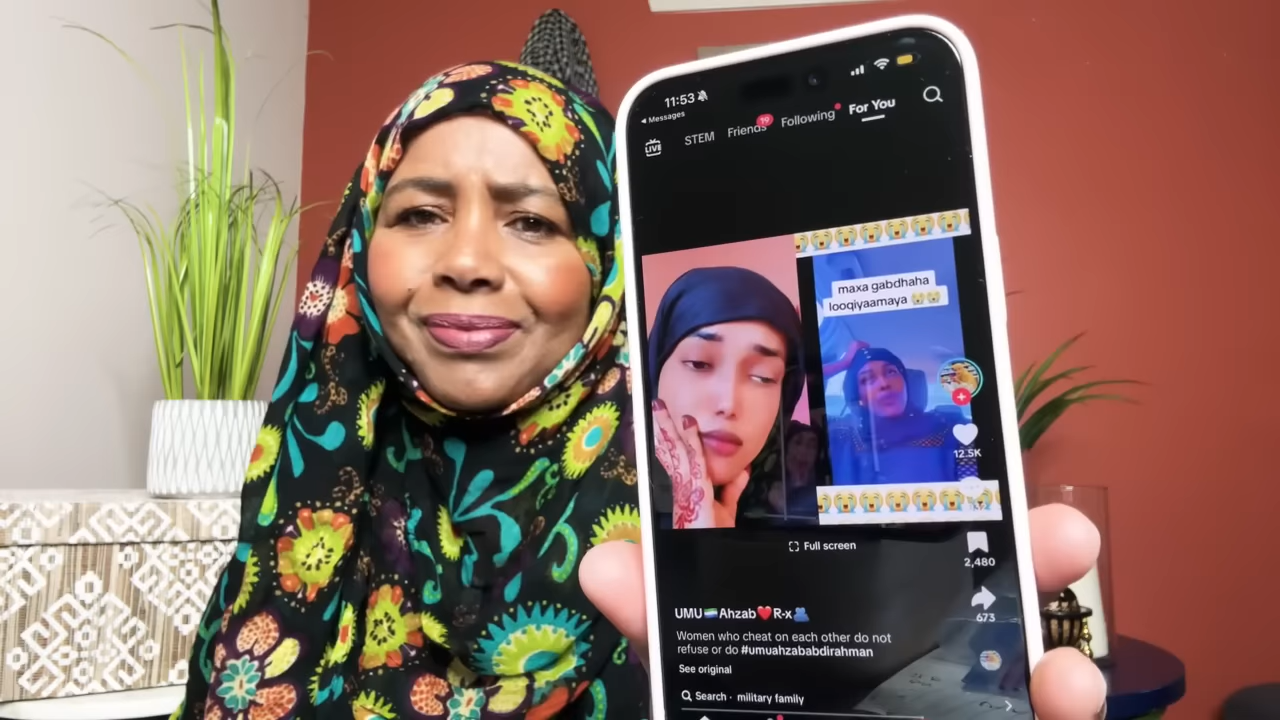 11:53
Messages
LIVE
STEM
Friends 19
Following
For You
maxa gabdhaha
looqiyaamaya 😭😭
12.5K
Full screen
2,480
673
UMU Ahzab❤️R-x🫂
Women who cheat on each other do not
refuse or do #umuahzababdirahman
See original
Search · military family